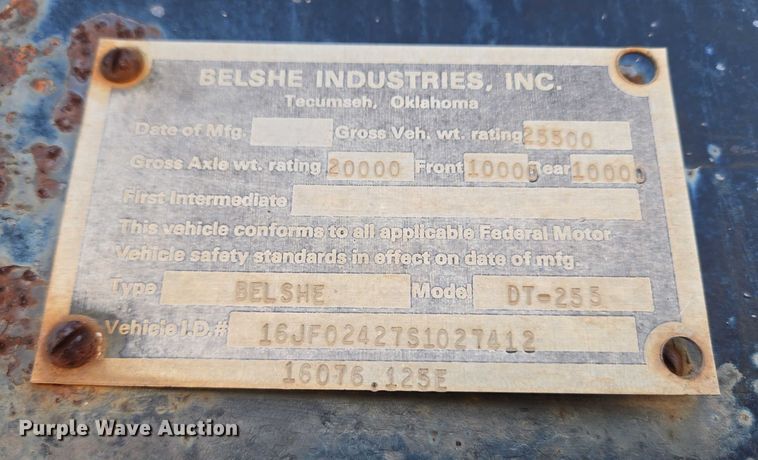 BELSHE INDUSTRIES, INC.
Tecumseh, Oklahoma
Date of Mfg. Gross Veh. wt. rating 25500
Gross Axle wt. rating 20000 Front 10000 Rear 10000
First Intermediate
This vehicle conforms to all applicable Federal Motor
Vehicle safety standards in effect on date of mfg.
Type BELSHE Model DT-255
Vehicle I.D.# 16JF02427S1027412
16076.125E
Purple Wave Auction